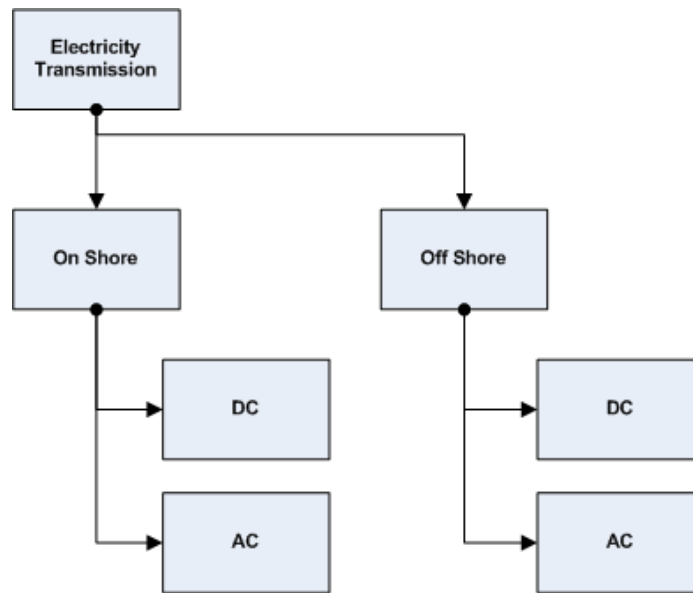 Electricity
Transmission
On Shore
Off Shore
DC
DC
AC
AC